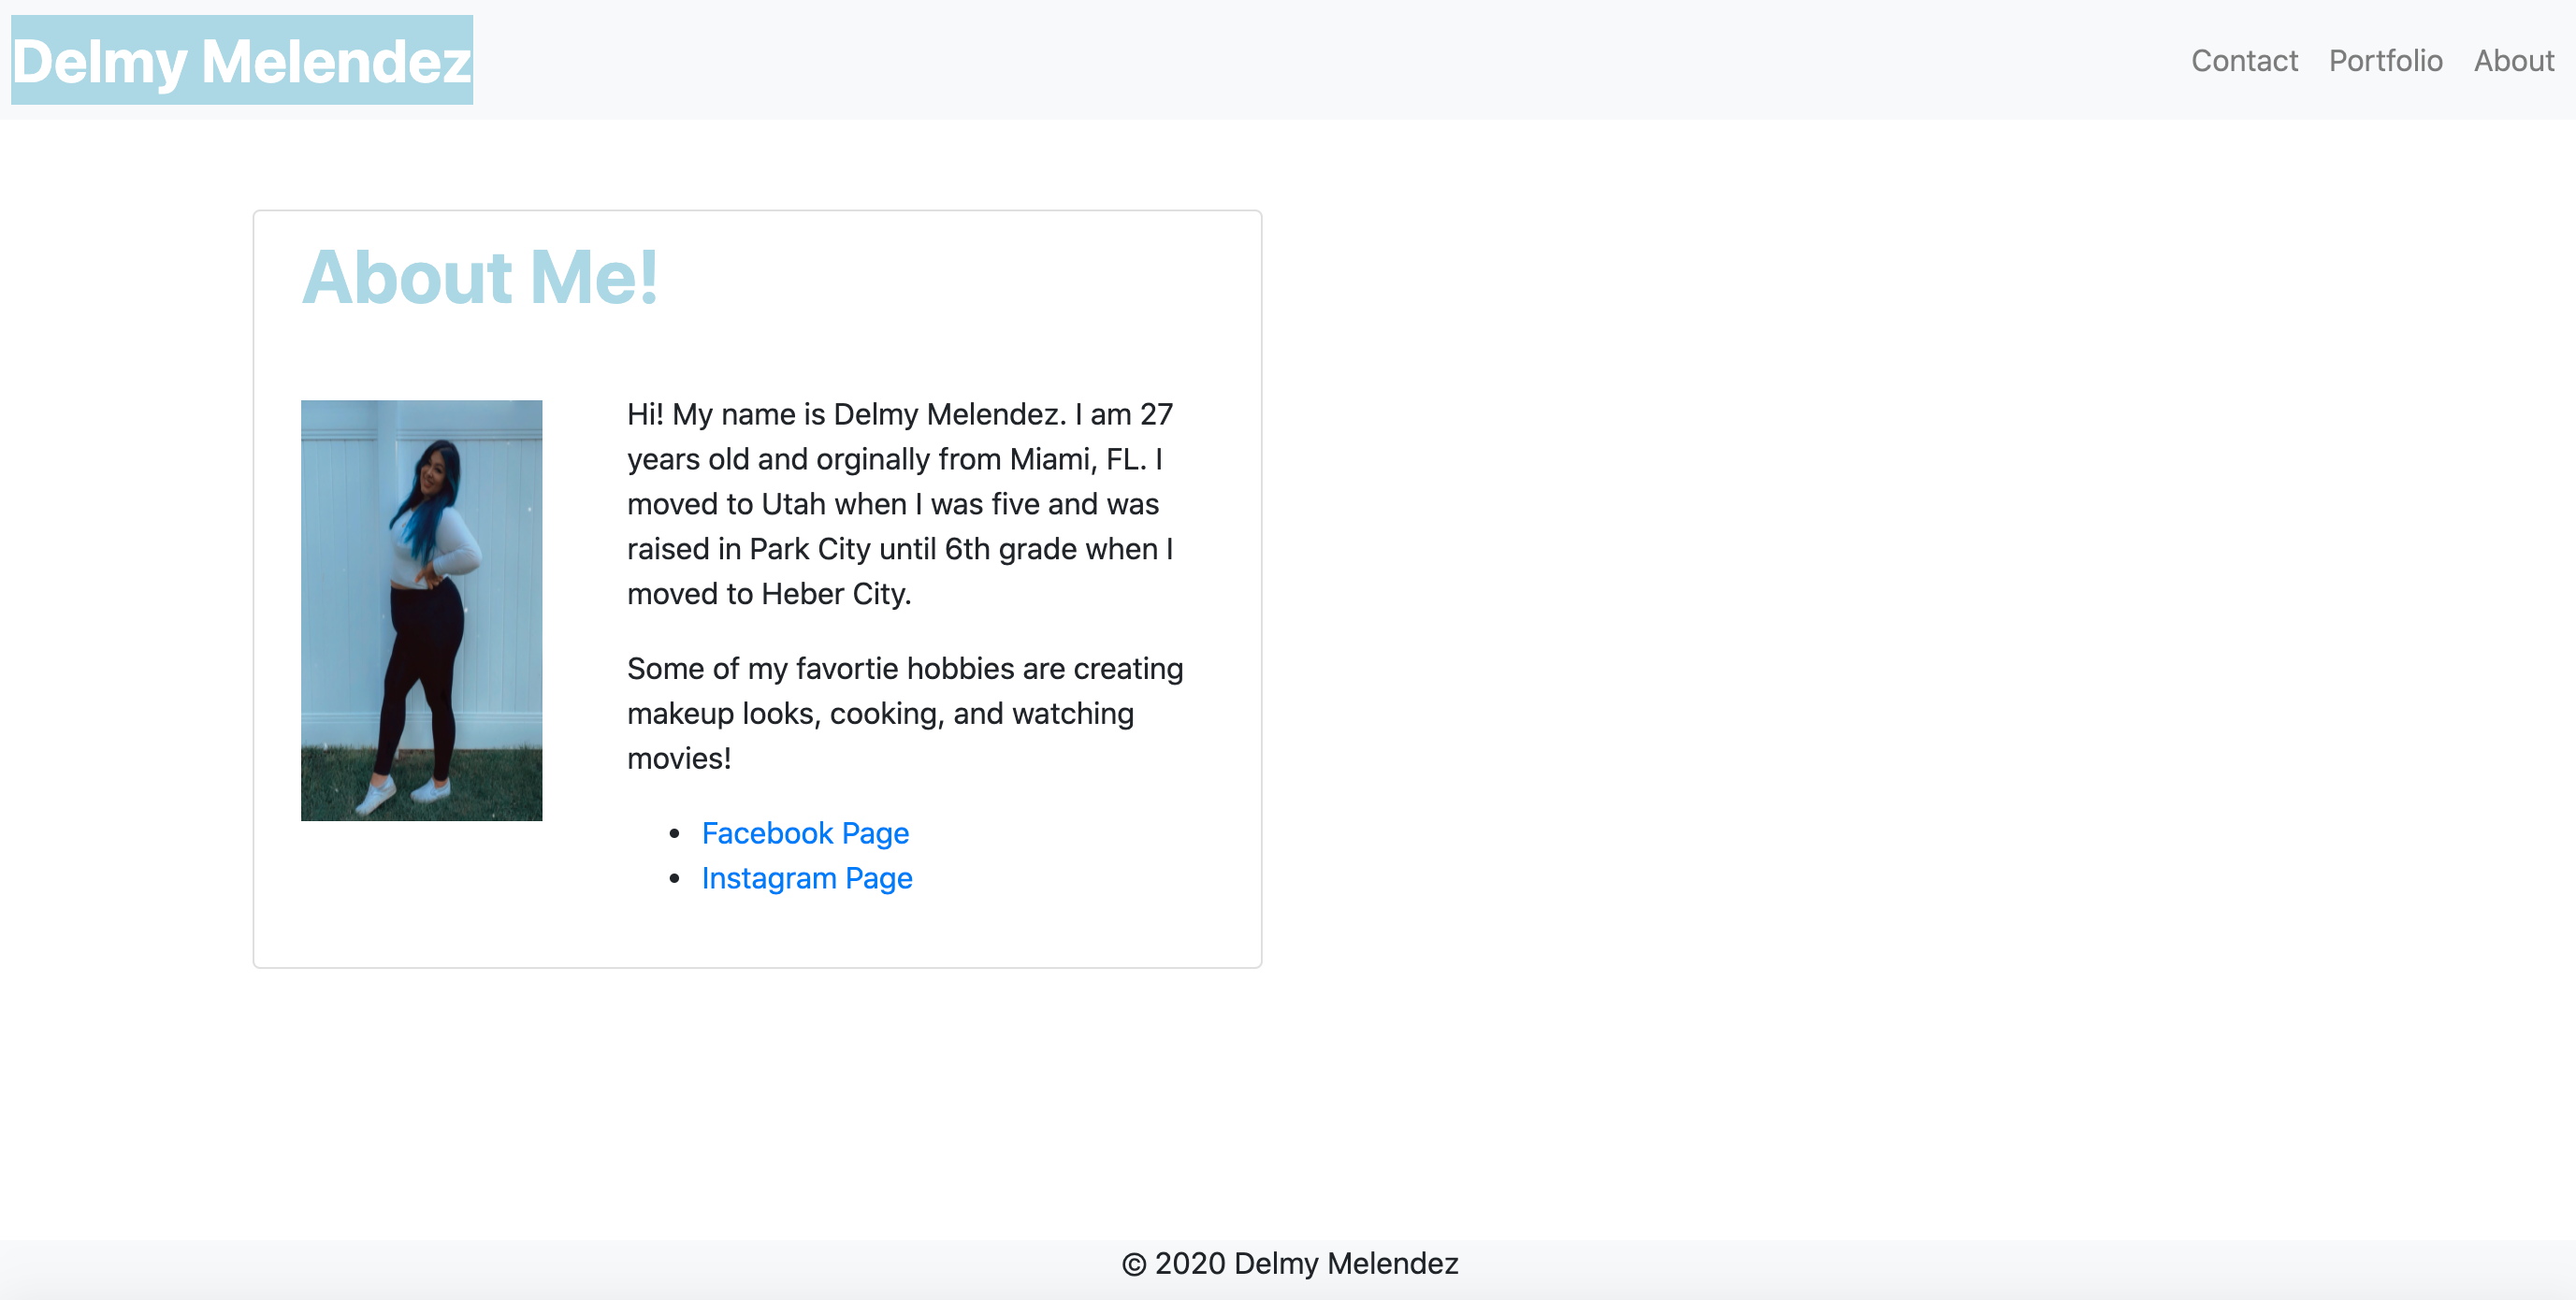 Delmy Melendez
Contact Portfolio About
About Me!
Hi! My name is Delmy Melendez. I am 27
years old and orginally from Miami, FL. I
moved to Utah when I was five and was
raised in Park City until 6th grade when I
moved to Heber City.
Some of my favortie hobbies are creating
makeup looks, cooking, and watching
movies!
• Facebook Page
• Instagram Page
© 2020 Delmy Melendez